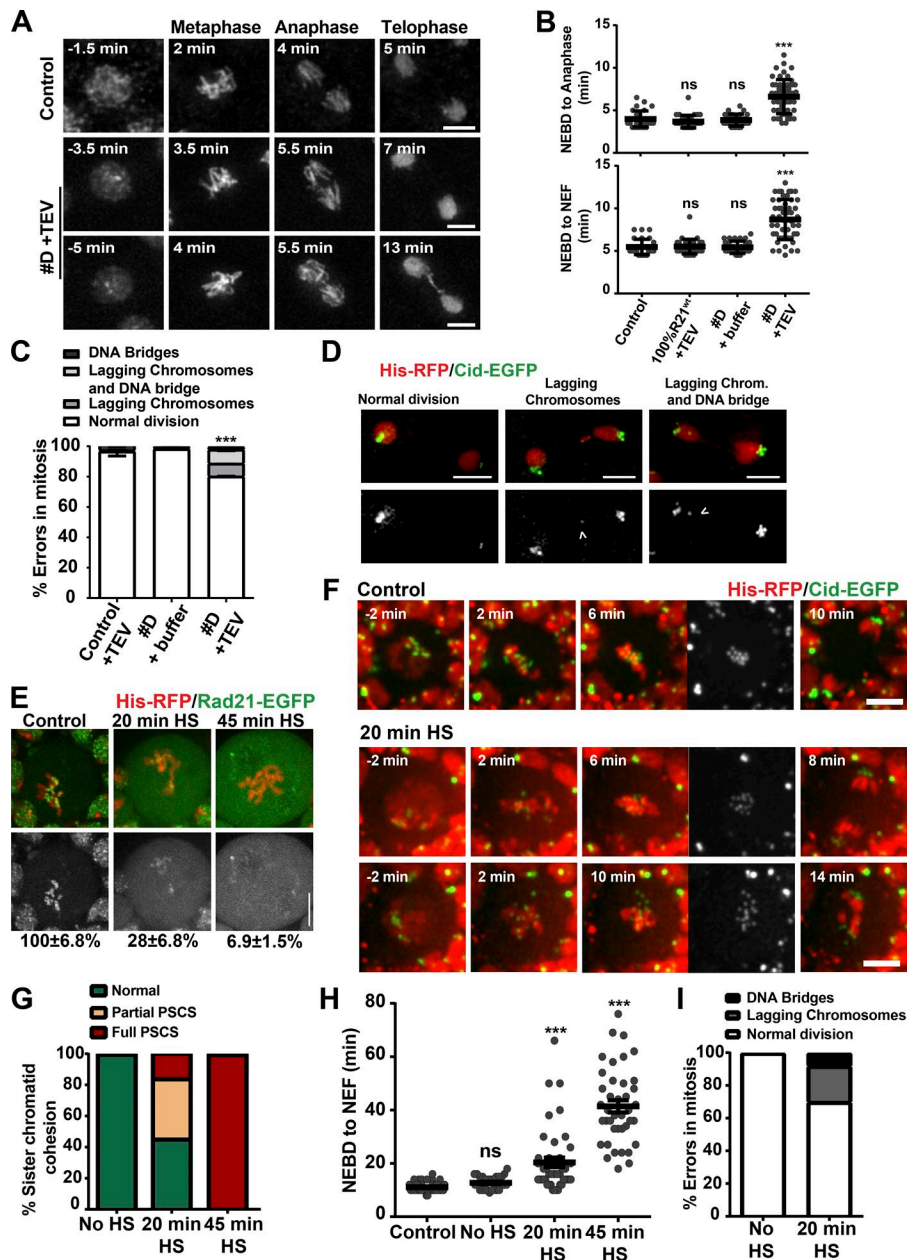 A
Metaphase
Anaphase
Telophase
Control
-1.5 min
2 min
4 min
5 min
#D +TEV
-3.5 min
3.5 min
5.5 min
7 min
-5 min
4 min
5.5 min
13 min
B
NEBD to Anaphase
(min)
15
10
5
0
ns
ns
***
NEBD to NEF
(min)
15
10
5
0
ns
ns
***
Control
100%R21wt
+TEV
#D
+ buffer
#D
+TEV
C
DNA Bridges
Lagging Chromosomes
and DNA bridge
Lagging Chromosomes
Normal division
% Errors in mitosis
100
80
60
40
20
0
***
Control
+TEV
#D
+ buffer
#D
+TEV
D
His-RFP/Cid-EGFP
Normal division
Lagging
Chromosomes
Lagging Chrom.
and DNA bridge
E
His-RFP/Rad21-EGFP
Control
20 min HS
45 min HS
100±6.8%
28±6.8%
6.9±1.5%
F
Control
His-RFP/Cid-EGFP
-2 min
2 min
6 min
10 min
20 min HS
-2 min
2 min
6 min
8 min
-2 min
2 min
10 min
14 min
G
Normal
Partial PSCS
Full PSCS
% Sister chromatid
cohesion
100
80
60
40
20
0
No HS
20 min
HS
45 min
HS
H
NEBD to NEF (min)
80
60
40
20
0
ns
***
***
Control
No HS
20 min
HS
45 min
HS
I
DNA Bridges
Lagging Chromosomes
Normal division
% Errors in mitosis
100
80
60
40
20
0
No
HS
20 min
HS